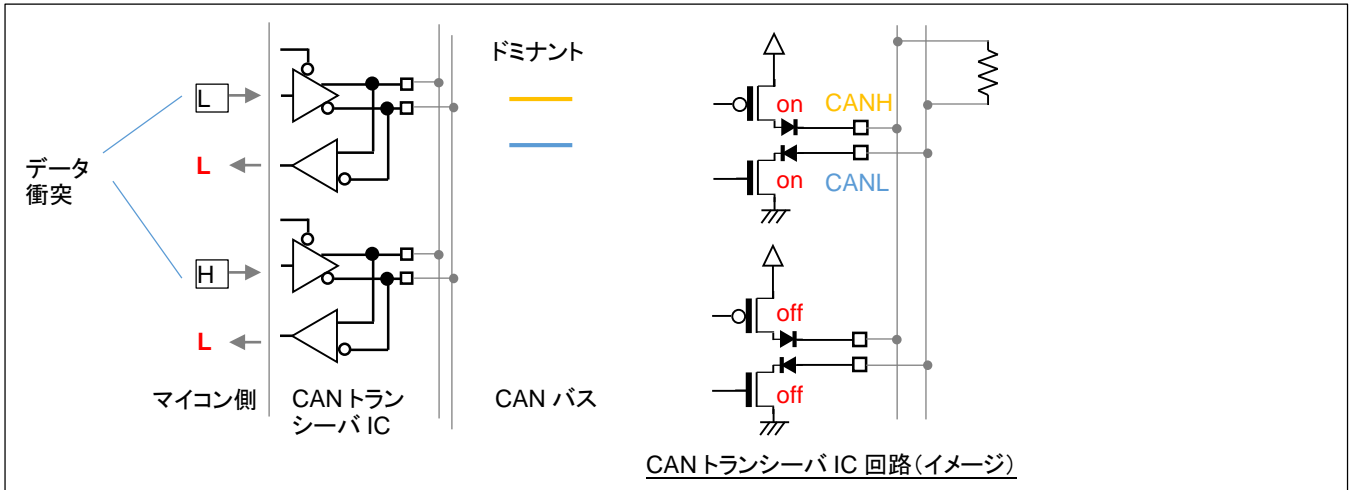 ドミナント
L
on
CANH
L
データ
衝突
on
CANL
H
off
L
off
マイコン側
CAN トラン
シーバ IC
CAN バス
CAN トランシーバ IC 回路（イメージ）